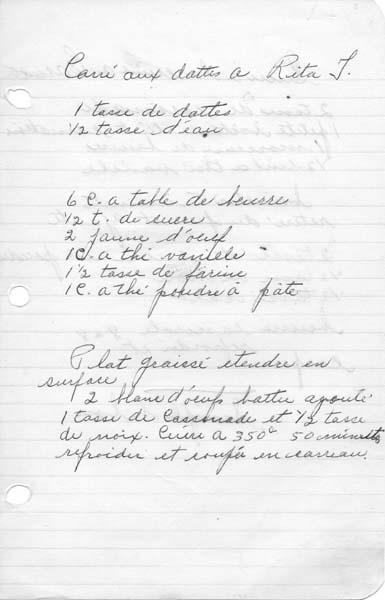 Carré aux dattes a Rita T.
1 tasse de dattes
1/2 tasse d'eau
6 c. a table de beurre
1/2 t. de sucre
2 jaune d'oeuf
1 c. a thé vanille
1 1/2 tasse de farine
1 c. a thé poudre à pâte
Plat graissé etendre en
surface
2 blanc d'oeufs battu ajouté
1 tasse de Cassonade et 1/2 tasse
de noix. Cuire a 350° 50 minutes
refroidir et coupé en carreau.